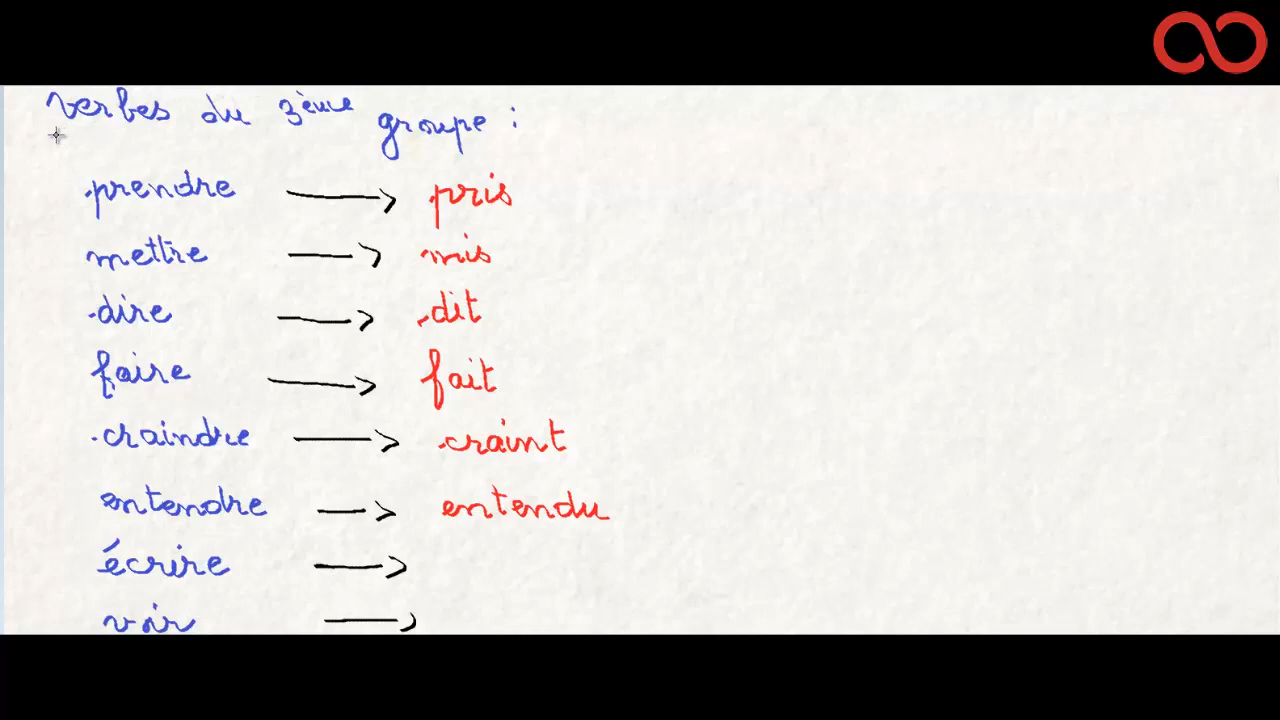 verbes du 3ème groupe :
prendre → pris
mettre → mis
dire → dit
faire → fait
craindre → craint
entendre → entendu
écrire →
voir →